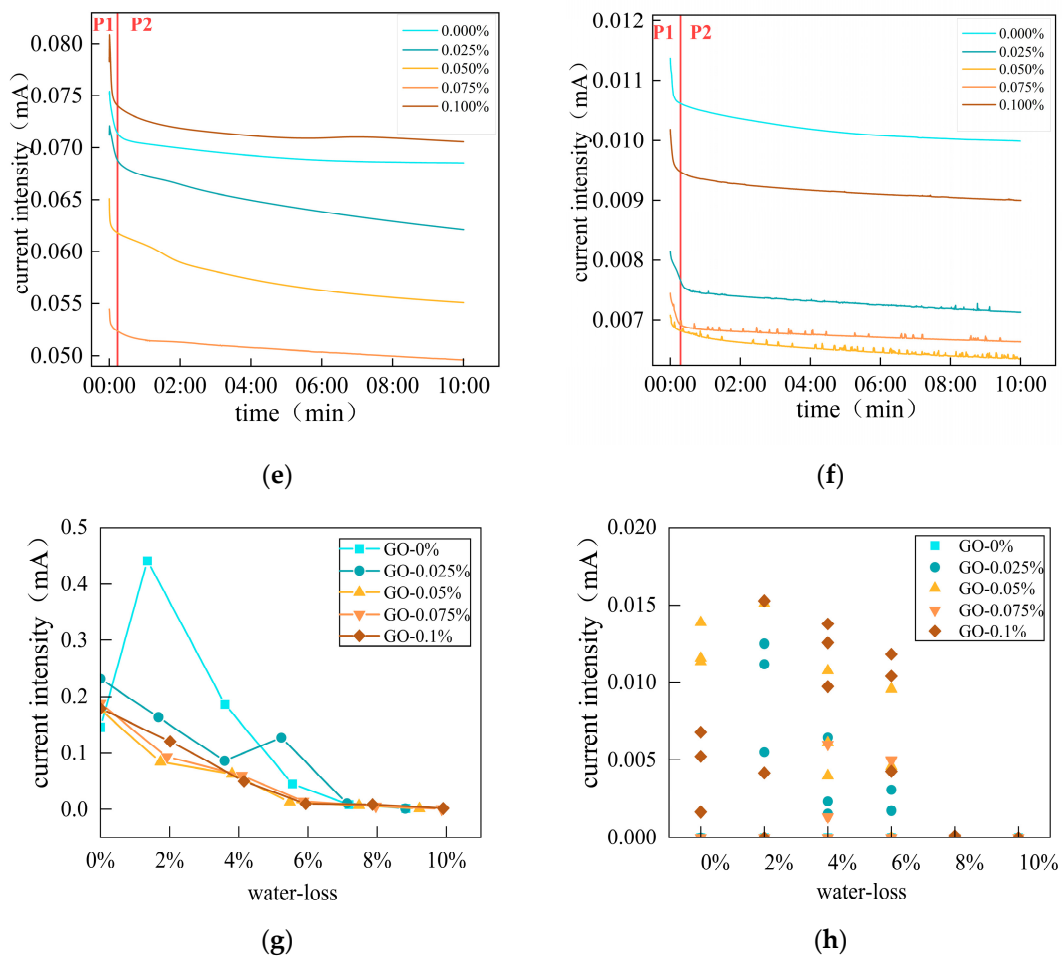 P1 P2
0.080
0.075
0.070
0.065
0.060
0.055
0.050
current intensity（mA）
0.000%
0.025%
0.050%
0.075%
0.100%
00:00 02:00 04:00 06:00 08:00 10:00
time（min）
(e)
P1 P2
0.012
0.011
0.010
0.009
0.008
0.007
current intensity（mA）
0.000%
0.025%
0.050%
0.075%
0.100%
00:00 02:00 04:00 06:00 08:00 10:00
time（min）
(f)
0.5
0.4
0.3
0.2
0.1
0.0
current intensity（mA）
GO-0%
GO-0.025%
GO-0.05%
GO-0.075%
GO-0.1%
0% 2% 4% 6% 8% 10%
water-loss
(g)
0.020
0.015
0.010
0.005
0.000
current intensity（mA）
GO-0%
GO-0.025%
GO-0.05%
GO-0.075%
GO-0.1%
0% 2% 4% 6% 8% 10%
water-loss
(h)